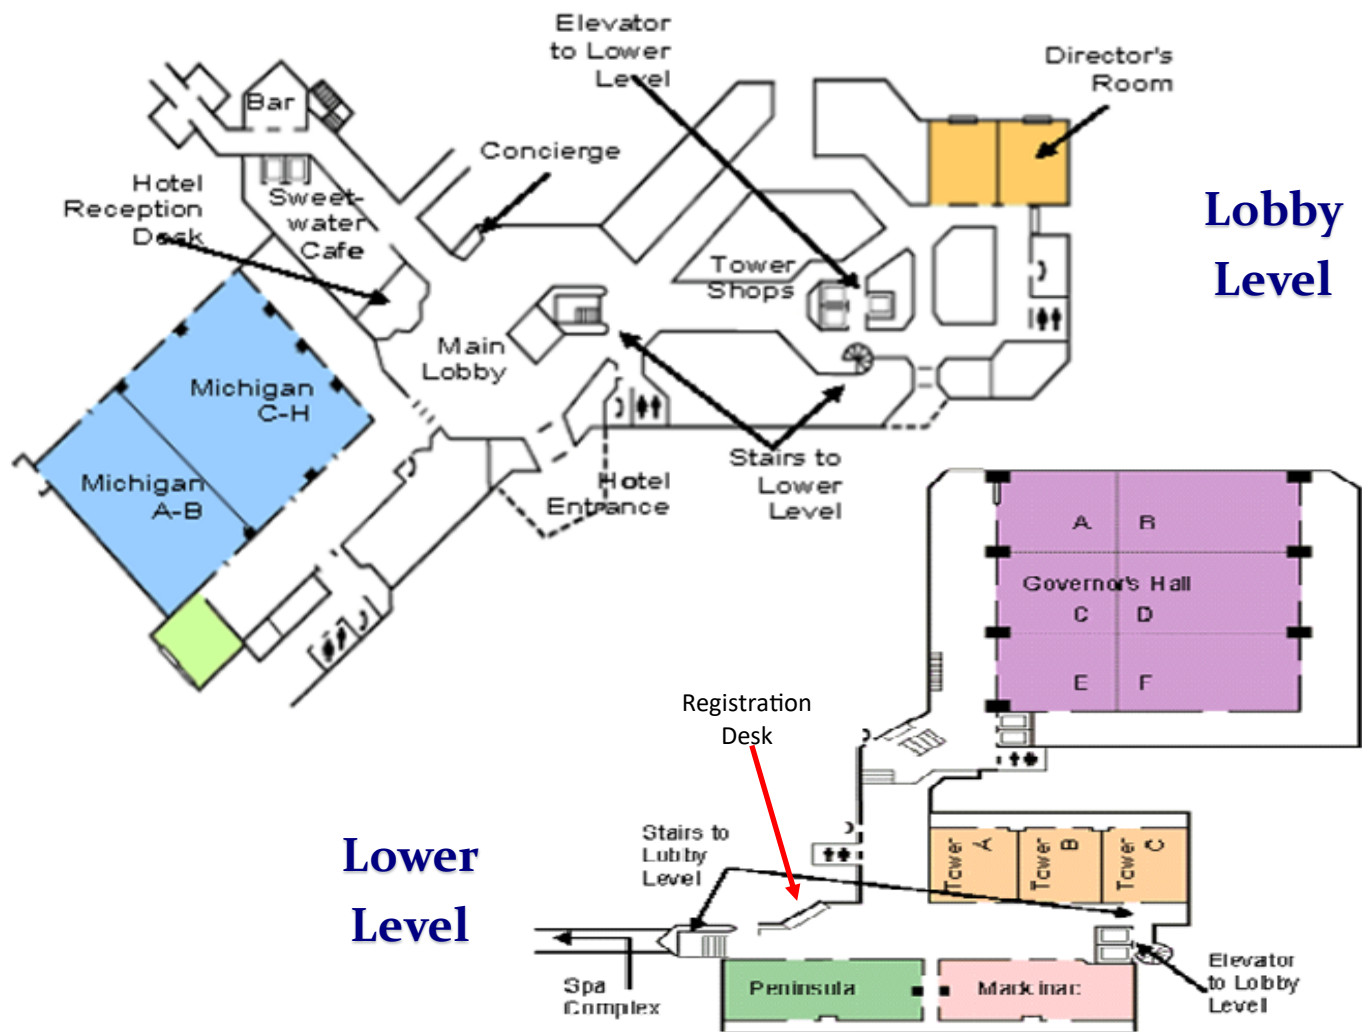 Elevator
to Lower
Level
Director's
Room
Bar
Concierge
Hotel
Reception
Desk
Sweet-
water
Cafe
Lobby
Level
Tower
Shops
Main
Lobby
Michigan
C-H
Michigan
A-B
Hotel
Entrance
Stairs to
Lower
Level
A B
Governor's Hall
C D
E F
Registration
Desk
Lower
Level
Stairs to
Lobby
Level
Tower
A
Tower
B
Tower
C
Spa
Complex
Peninsula
Mackinac
Elevator
to Lobby
Level